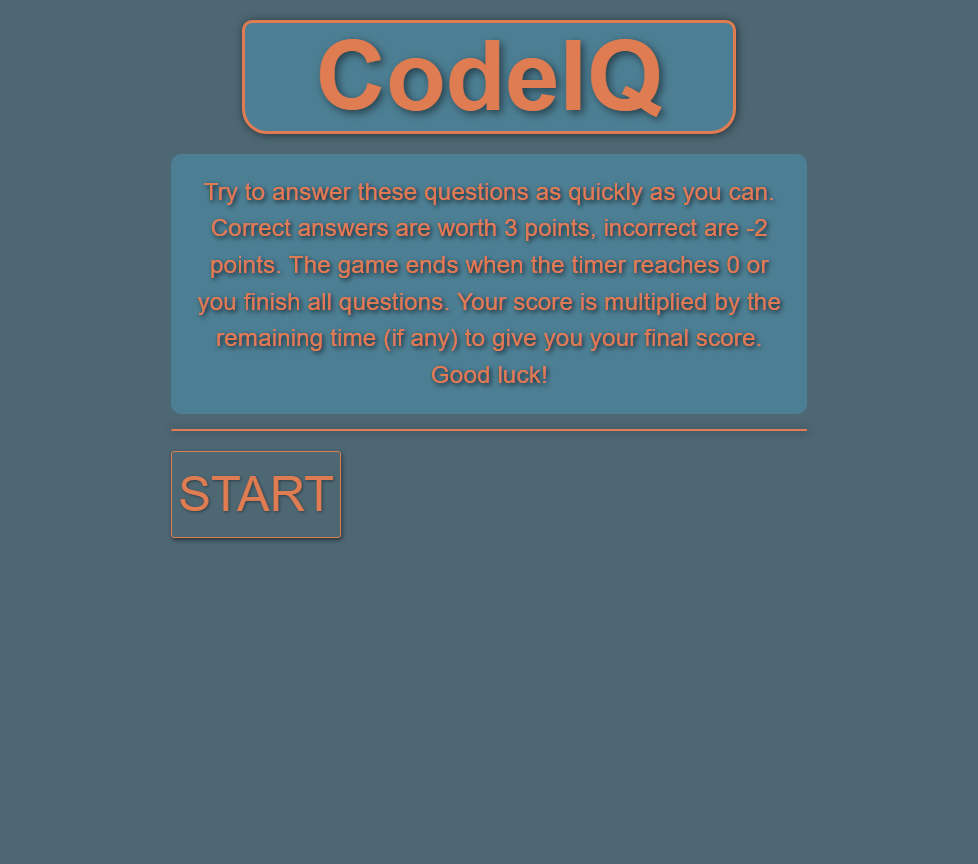 CodeIQ
Try to answer these questions as quickly as you can.
Correct answers are worth 3 points, incorrect are -2
points. The game ends when the timer reaches 0 or
you finish all questions. Your score is multiplied by the
remaining time (if any) to give you your final score.
Good luck!
START